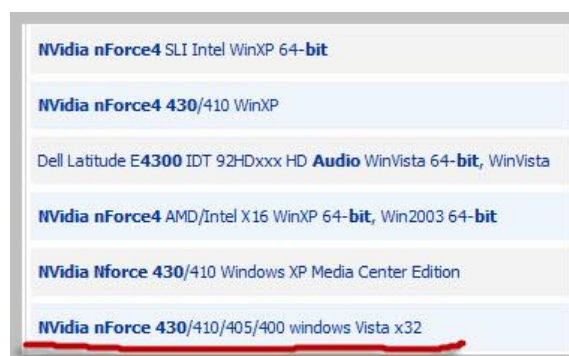 NVidia nForce4 SLI Intel WinXP 64-bit
NVidia nForce4 430/410 WinXP
Dell Latitude E4300 IDT 92HDxxx HD Audio WinVista 64-bit, WinVista
NVidia nForce4 AMD/Intel X16 WinXP 64-bit, Win2003 64-bit
NVidia Nforce 430/410 Windows XP Media Center Edition
NVidia nForce 430/410/405/400 windows Vista x32